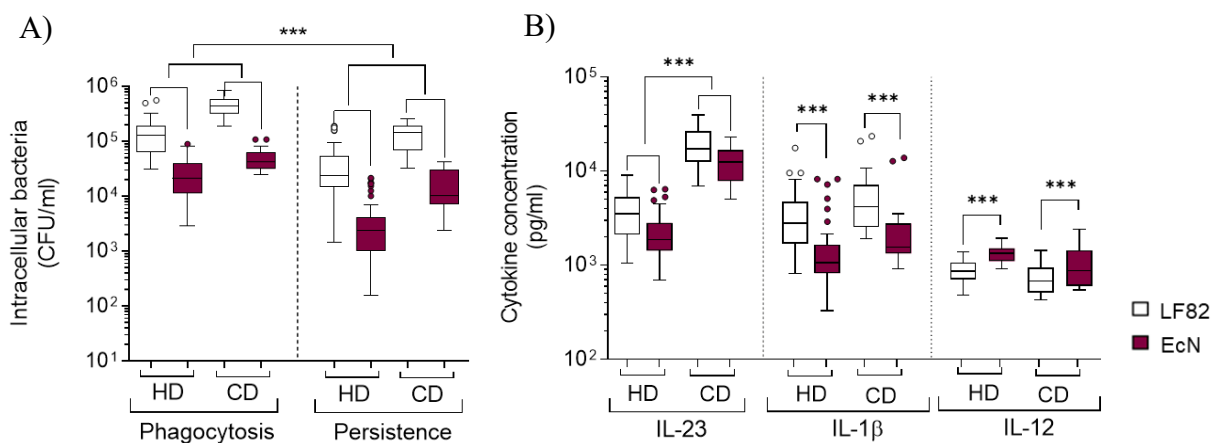 A)
***
Intracellular bacteria
(CFU/ml)
10⁶
10⁵
10⁴
10³
10²
10¹
HD
CD
HD
CD
Phagocytosis
Persistence
B)
***
***
***
***
***
Cytokine concentration
(pg/ml)
10⁵
10⁴
10³
10²
HD
CD
HD
CD
HD
CD
IL-23
IL-1β
IL-12
LF82
EcN